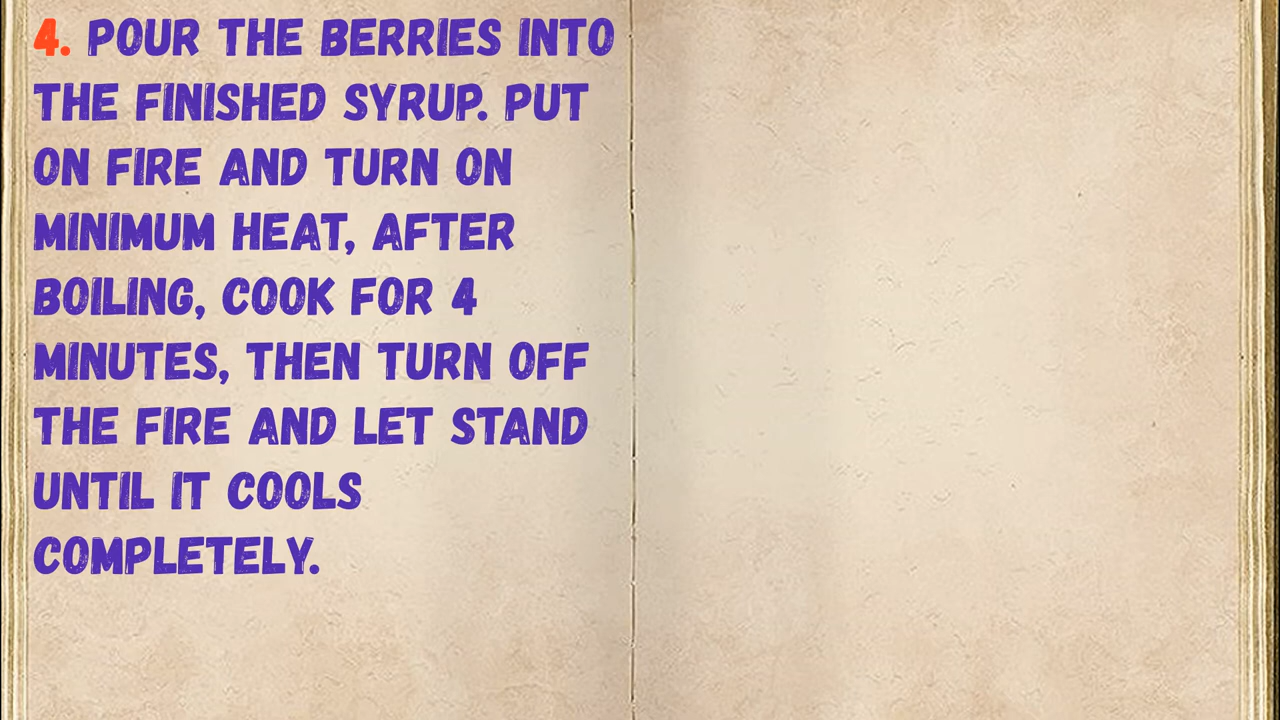 4. POUR THE BERRIES INTO
THE FINISHED SYRUP. PUT
ON FIRE AND TURN ON
MINIMUM HEAT, AFTER
BOILING, COOK FOR 4
MINUTES, THEN TURN OFF
THE FIRE AND LET STAND
UNTIL IT COOLS
COMPLETELY.